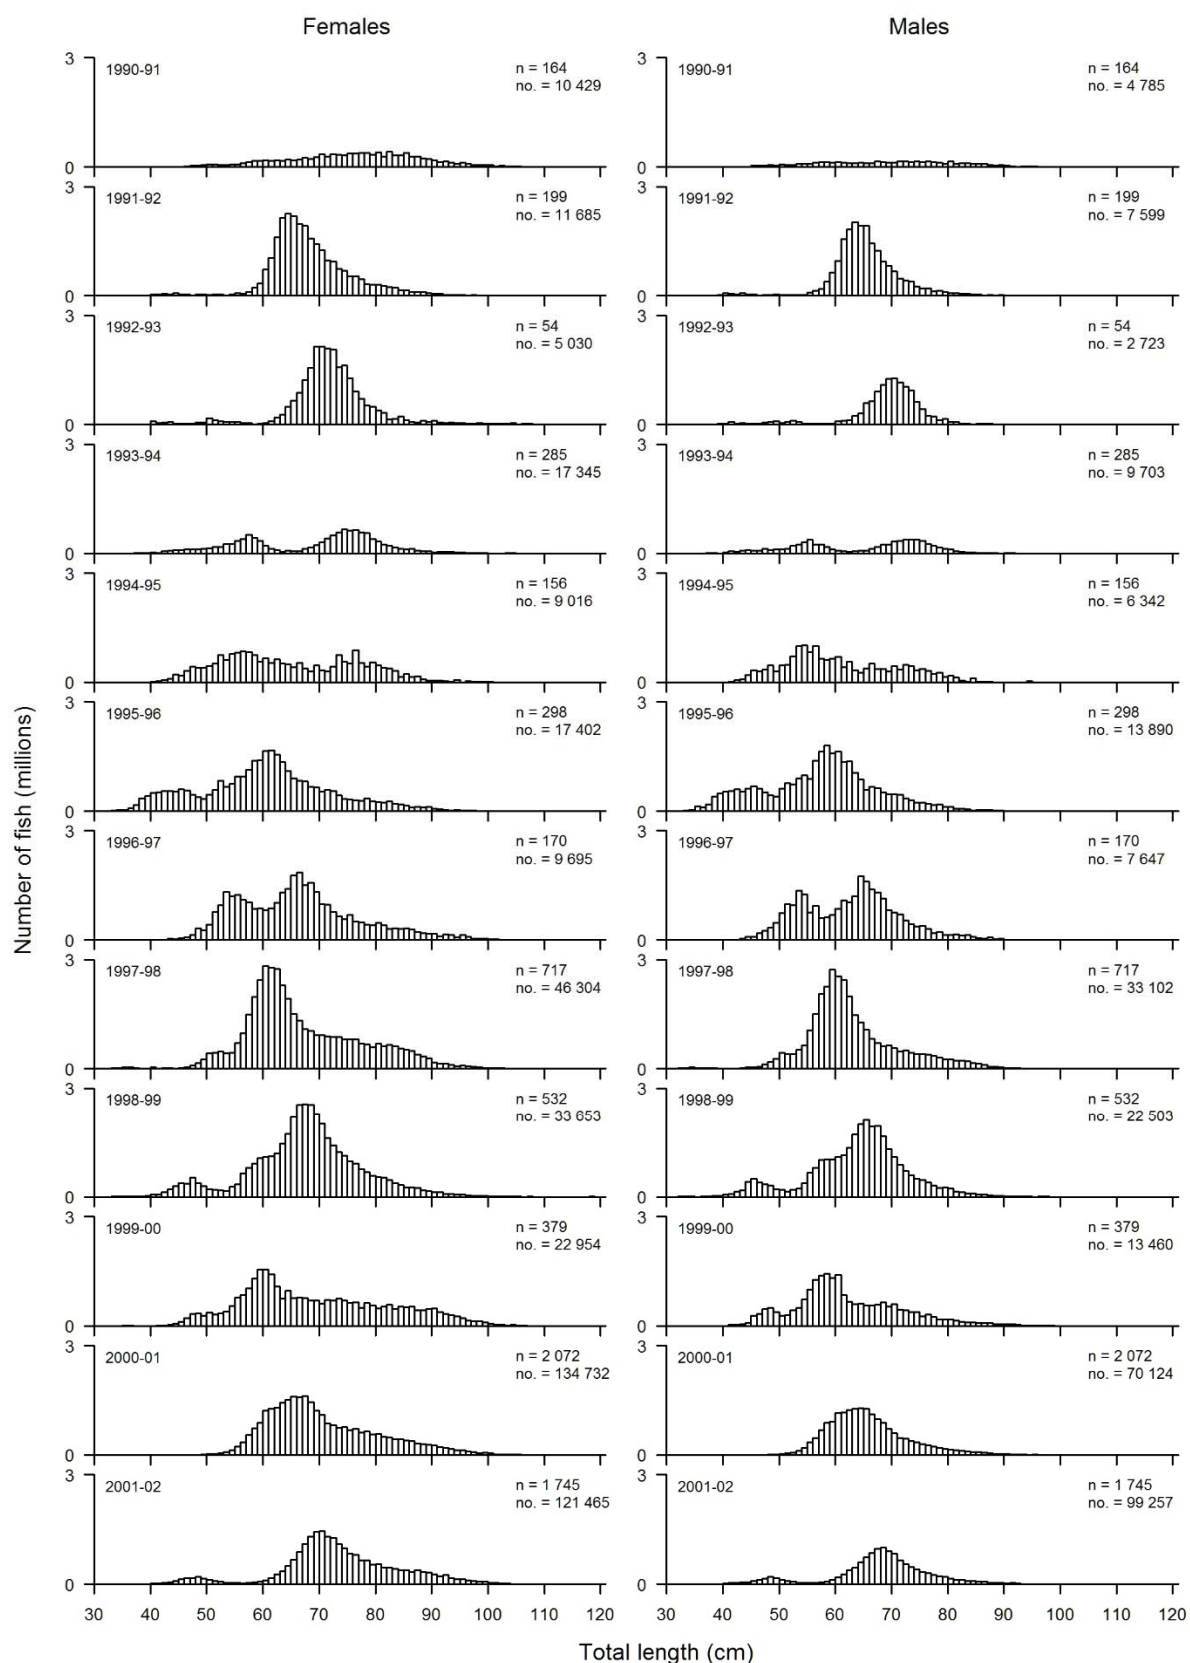 Females
Males
Number of fish (millions)
3
1990-91
n = 164
no. = 10 429
0
3
1990-91
n = 164
no. = 4 785
0
3
1991-92
n = 199
no. = 11 685
0
3
1991-92
n = 199
no. = 7 599
0
3
1992-93
n = 54
no. = 5 030
0
3
1992-93
n = 54
no. = 2 723
0
3
1993-94
n = 285
no. = 17 345
0
3
1993-94
n = 285
no. = 9 703
0
3
1994-95
n = 156
no. = 9 016
0
3
1994-95
n = 156
no. = 6 342
0
3
1995-96
n = 298
no. = 17 402
0
3
1995-96
n = 298
no. = 13 890
0
3
1996-97
n = 170
no. = 9 695
0
3
1996-97
n = 170
no. = 7 647
0
3
1997-98
n = 717
no. = 46 304
0
3
1997-98
n = 717
no. = 33 102
0
3
1998-99
n = 532
no. = 33 653
0
3
1998-99
n = 532
no. = 22 503
0
3
1999-00
n = 379
no. = 22 954
0
3
1999-00
n = 379
no. = 13 460
0
3
2000-01
n = 2 072
no. = 134 732
0
3
2000-01
n = 2 072
no. = 70 124
0
3
2001-02
n = 1 745
no. = 121 465
0
3
2001-02
n = 1 745
no. = 99 257
0
30 40 50 60 70 80 90 100 110 120
30 40 50 60 70 80 90 100 110 120
Total length (cm)